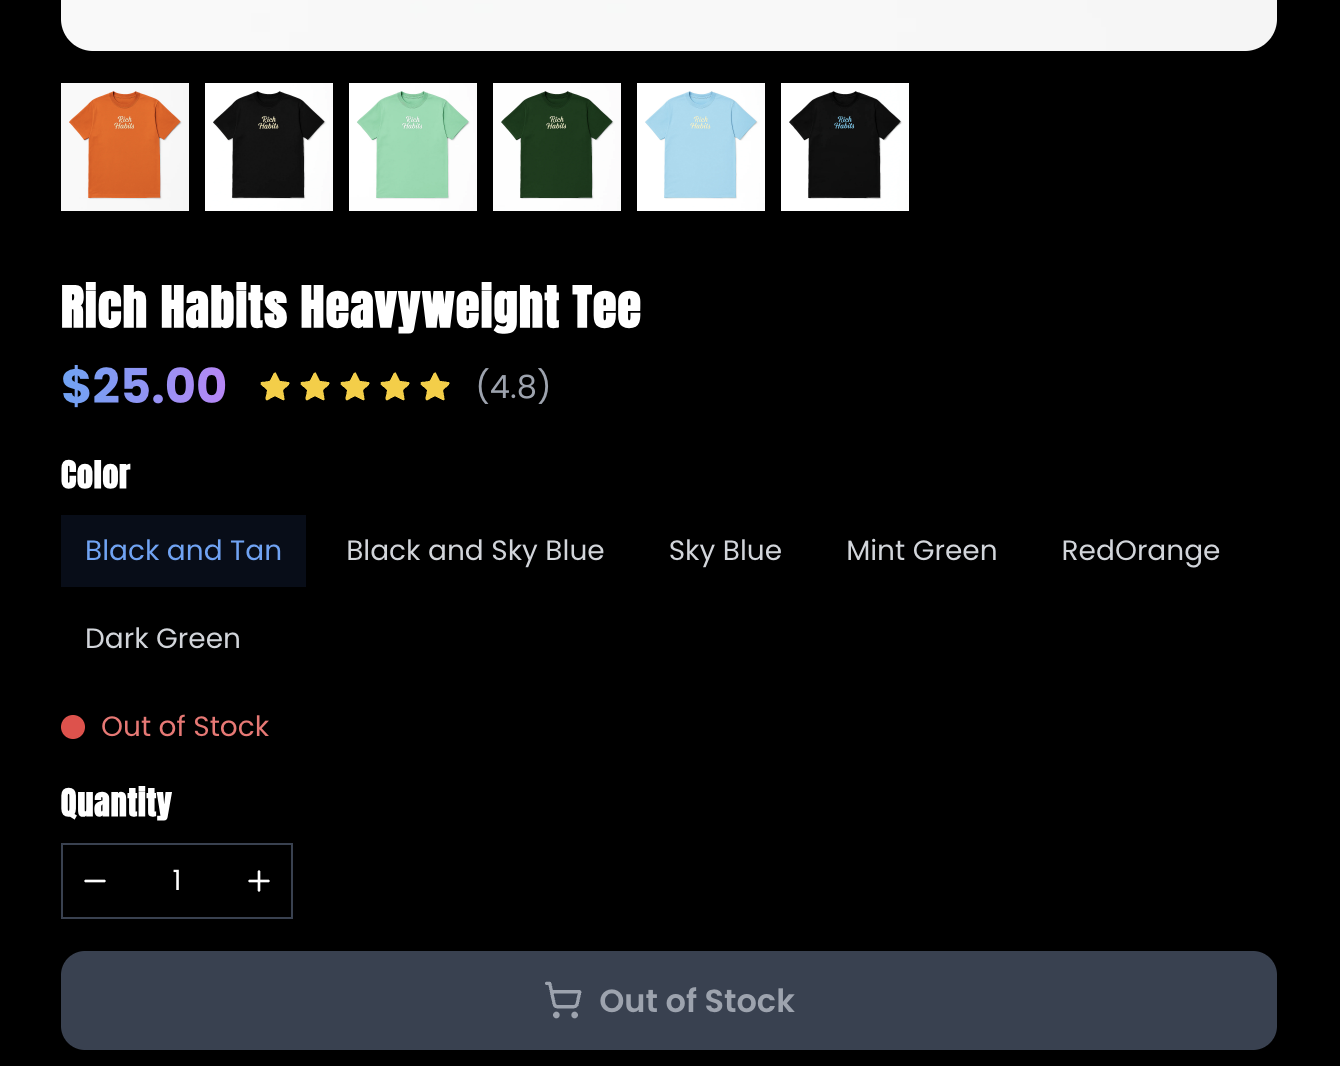 Rich
Habits
Rich
Habits
Rich
Habits
Rich
Habits
Rich
Habits
Rich
Habits
Rich Habits Heavyweight Tee
$25.00 (4.8)
Color
Black and Tan Black and Sky Blue Sky Blue Mint Green RedOrange
Dark Green
Out of Stock
Quantity
1
Out of Stock